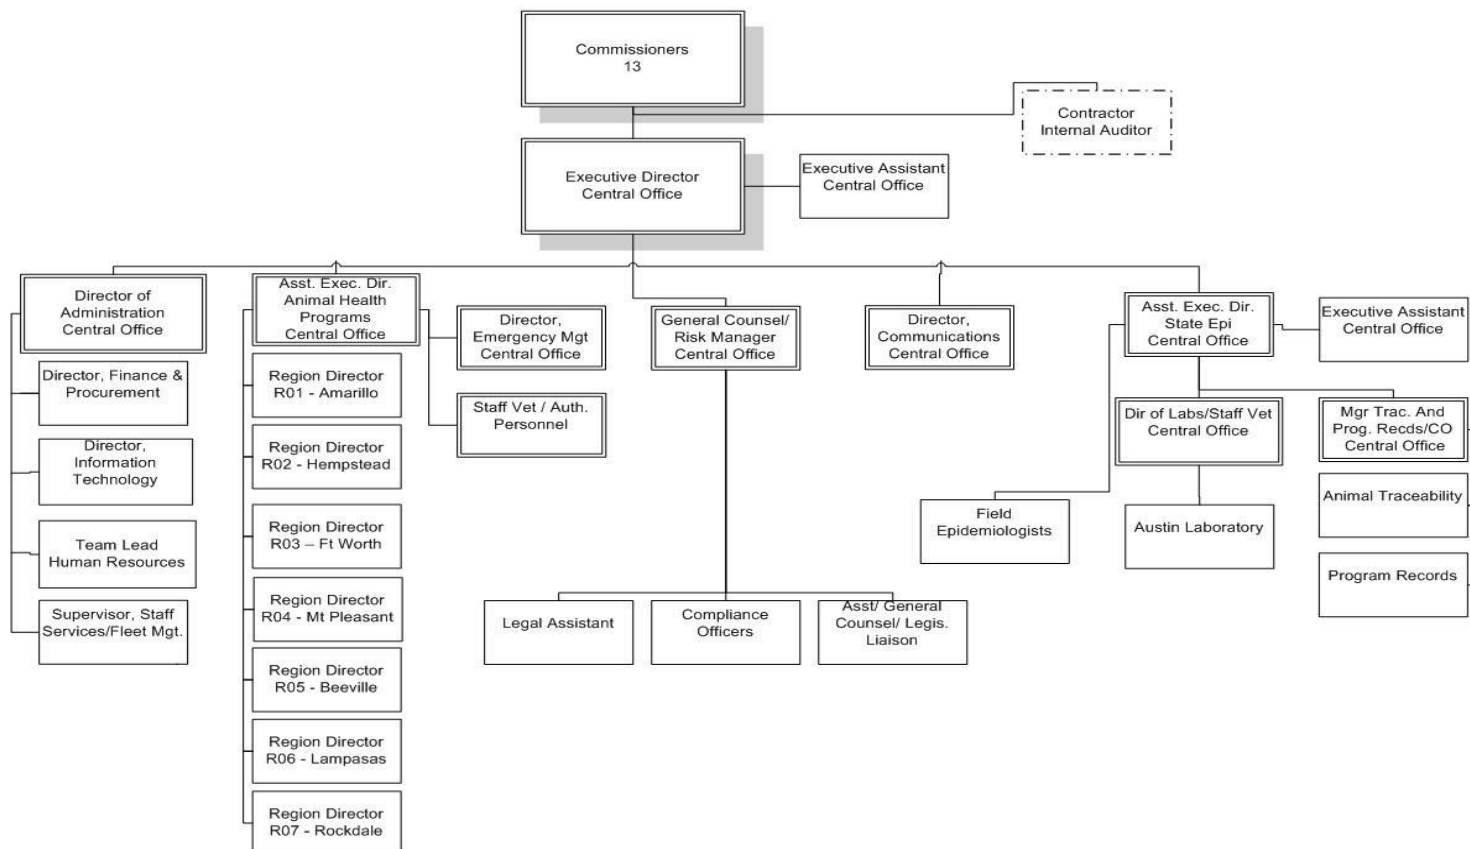 Commissioners
13
Contractor
Internal Auditor
Executive Director
Central Office
Executive Assistant
Central Office
Director of
Administration
Central Office
Director, Finance &
Procurement
Director,
Information
Technology
Team Lead
Human Resources
Supervisor, Staff
Services/Fleet Mgt.
Asst. Exec. Dir.
Animal Health
Programs
Central Office
Region Director
R01 - Amarillo
Region Director
R02 - Hempstead
Region Director
R03 – Ft Worth
Region Director
R04 - Mt Pleasant
Region Director
R05 - Beeville
Region Director
R06 - Lampasas
Region Director
R07 - Rockdale
Director,
Emergency Mgt
Central Office
Staff Vet / Auth.
Personnel
General Counsel/
Risk Manager
Central Office
Legal Assistant
Compliance
Officers
Asst/ General
Counsel/ Legis.
Liaison
Director,
Communications
Central Office
Asst. Exec. Dir.
State Epi
Central Office
Executive Assistant
Central Office
Field
Epidemiologists
Dir of Labs/Staff Vet
Central Office
Austin Laboratory
Mgr Trac. And
Prog. Recds/CO
Central Office
Animal Traceability
Program Records